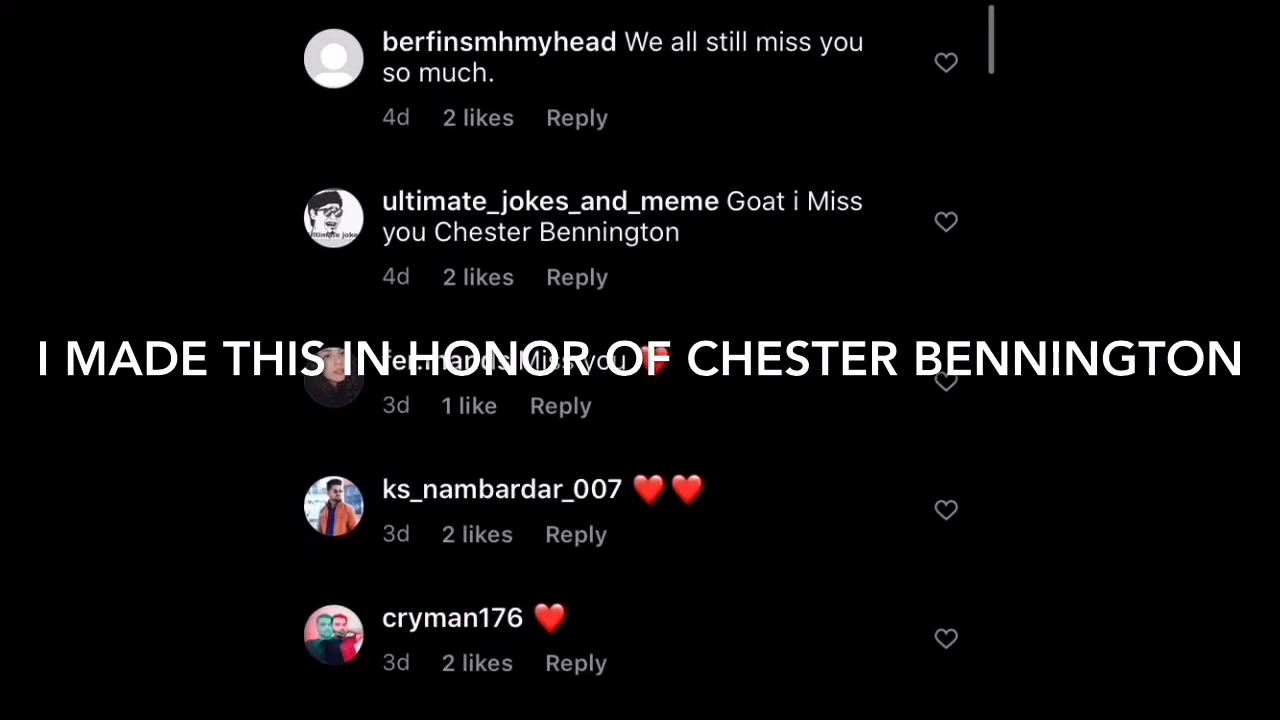 berfinsmhmyhead We all still miss you
so much.
4d 2 likes Reply
ultimate_jokes_and_meme Goat i Miss
you Chester Bennington
4d 2 likes Reply
I MADE THIS IN HONOR OF CHESTER BENNINGTON
Miss you ❤️
3d 1 like Reply
ks_nambardar_007 ❤️❤️
3d 2 likes Reply
cryman176 ❤️
3d 2 likes Reply